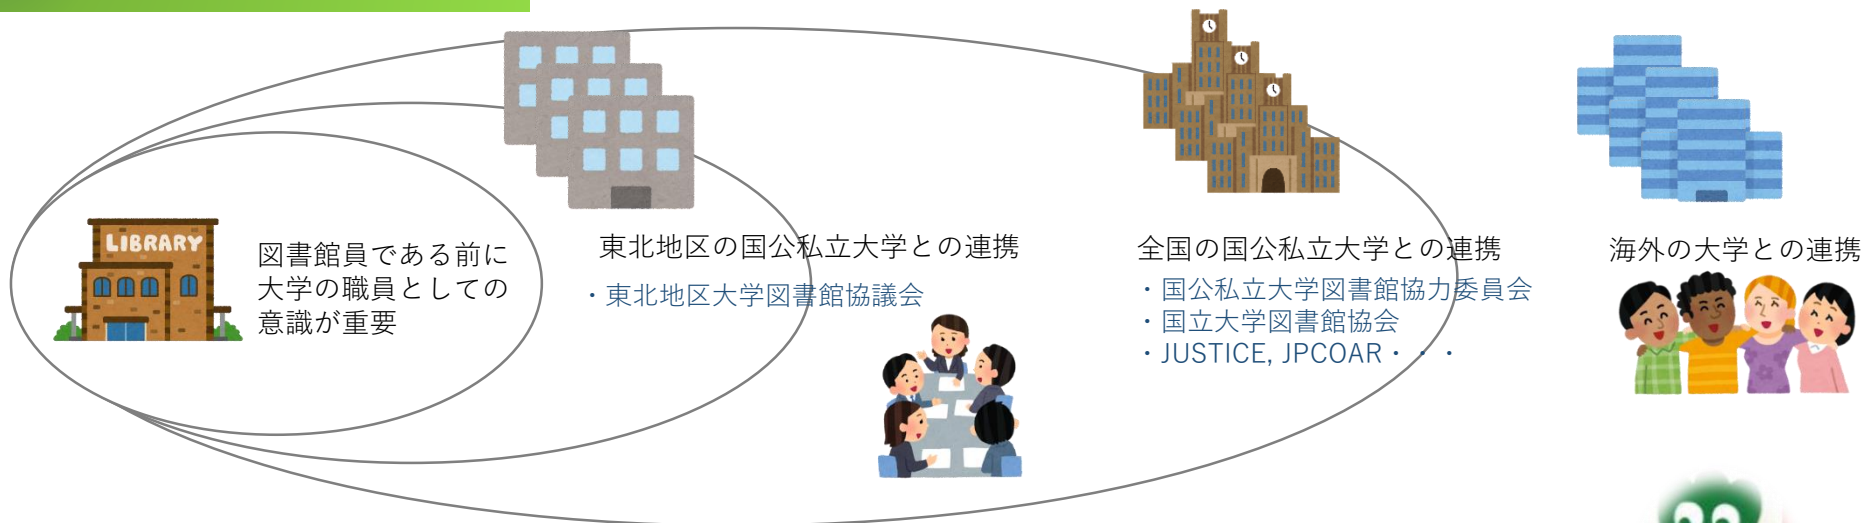 LIBRARY
図書館員である前に
大学の職員としての
意識が重要
東北地区の国公私立大学との連携
・東北地区大学図書館協議会
全国の国公私立大学との連携
・国公私立大学図書館協力委員会
・国立大学図書館協会
・JUSTICE, JPCOAR・・・
海外の大学との連携